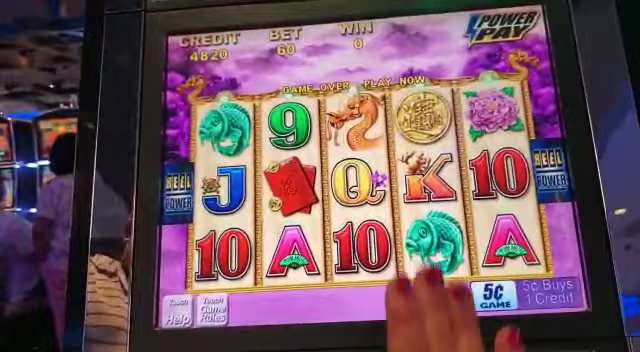 CREDIT BET WIN
4820 60 0
POWER PAY
GAME OVER PLAY NOW
9
REEL POWER
J Q K 10
REEL POWER
10 A 10 A
Touch Help
Touch Game Rules
5¢ GAME
5¢ Buys
1 Credit